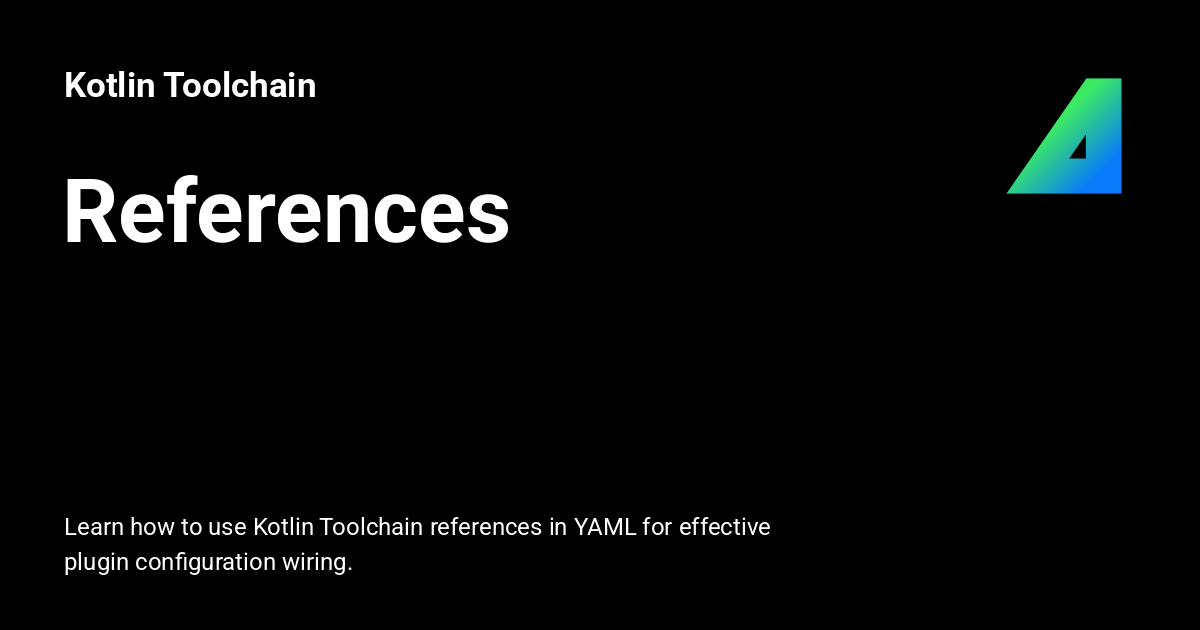 Kotlin Toolchain
References
Learn how to use Kotlin Toolchain references in YAML for effective
plugin configuration wiring.